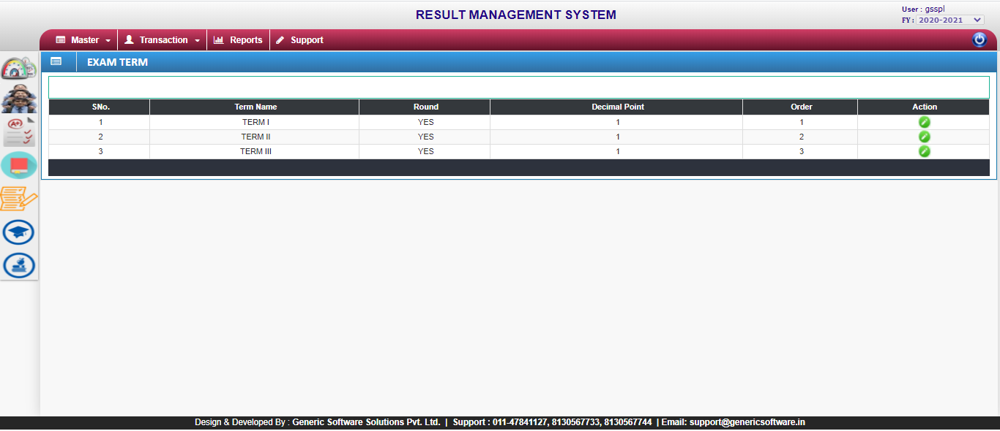 RESULT MANAGEMENT SYSTEM
User : gsspl
FY : 2020-2021
Master Transaction Reports Support
EXAM TERM
SNo. Term Name Round Decimal Point Order Action
1 TERM I YES 1 1
2 TERM II YES 1 2
3 TERM III YES 1 3
A+
Design & Developed By : Generic Software Solutions Pvt. Ltd. | Support : 011-47841127, 8130567733, 8130567744 | Email: support@genericsoftware.in